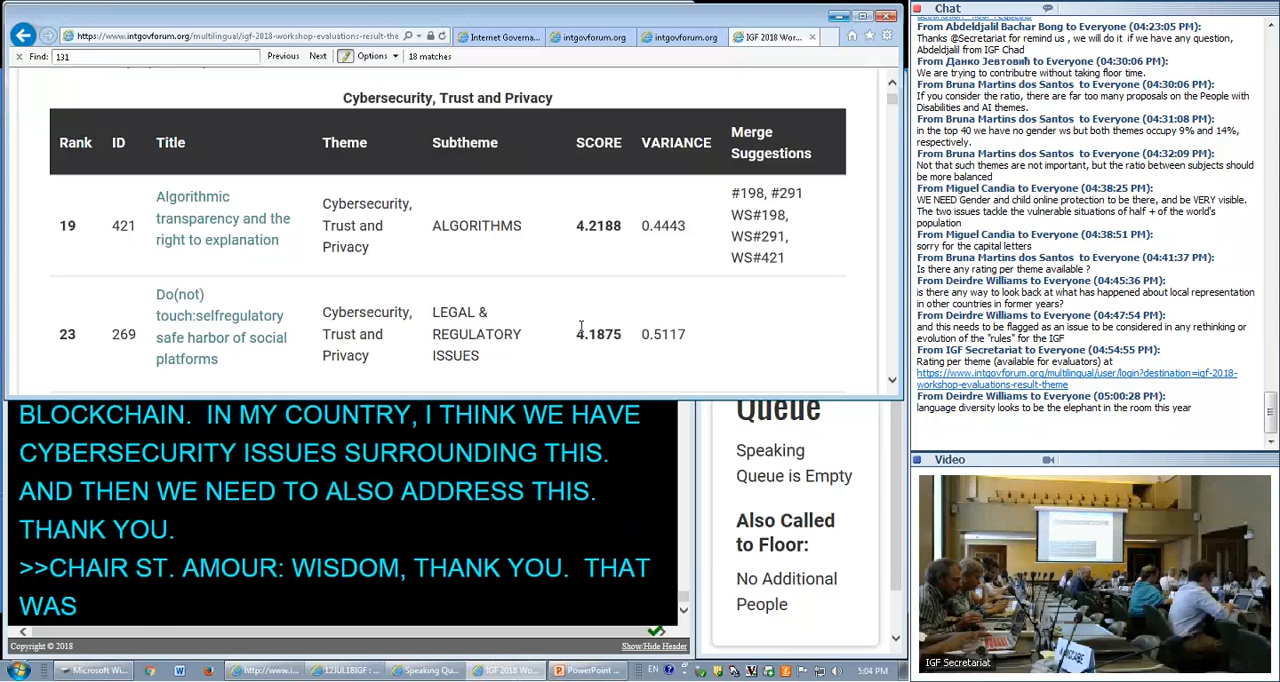 https://www.intgovforum.org/multilingual/igf-2018-workshop-evaluations-result-the
Internet Governa...
intgovforum.org
intgovforum.org
IGF 2018 Wor...
Find: 131
Previous Next Options 18 matches
Cybersecurity, Trust and Privacy
Rank ID Title Theme Subtheme SCORE VARIANCE Merge Suggestions
19 421 Algorithmic transparency and the right to explanation Cybersecurity, Trust and Privacy ALGORITHMS 4.2188 0.4443 #198, #291 WS#198, WS#291, WS#421
23 269 Do(not) touch:selfregulatory safe harbor of social platforms Cybersecurity, Trust and Privacy LEGAL & REGULATORY ISSUES 4.1875 0.5117
BLOCKCHAIN. IN MY COUNTRY, I THINK WE HAVE
CYBERSECURITY ISSUES SURROUNDING THIS.
AND THEN WE NEED TO ALSO ADDRESS THIS.
THANK YOU.
>>CHAIR ST. AMOUR: WISDOM, THANK YOU. THAT
WAS
Copyright © 2018
Show/Hide Header
Queue
Speaking
Queue is Empty
Also Called
to Floor:
No Additional
People
Microsoft Wi...
http://www.i...
12JUL18IGF : ...
Speaking Qu...
IGF 2018 Wo...
PowerPoint ...
EN
5:04 PM
Chat
From Abdeldjalil Bachar Bong to Everyone (04:23:05 PM):
Thanks @Secretariat for remind us , we will do it if we have any question,
Abdeldjalil from IGF Chad
From Данко Јевтовић to Everyone (04:30:06 PM):
We are trying to contributre without taking floor time.
From Bruna Martins dos Santos to Everyone (04:30:06 PM):
If you consider the ratio, there are far too many proposals on the People with
Disabilities and AI themes.
From Bruna Martins dos Santos to Everyone (04:31:08 PM):
in the top 40 we have no gender ws but both themes occupy 9% and 14%,
respectively.
From Bruna Martins dos Santos to Everyone (04:32:09 PM):
Not that such themes are not important, but the ratio between subjects should
be more balanced
From Miguel Candia to Everyone (04:38:25 PM):
WE NEED Gender and child online protection to be there, and be VERY visible.
The two issues tackle the vulnerable situations of half + of the world's
population
From Miguel Candia to Everyone (04:38:51 PM):
sorry for the capital letters
From Bruna Martins dos Santos to Everyone (04:41:37 PM):
Is there any rating per theme available ?
From Deirdre Williams to Everyone (04:45:36 PM):
is there any way to look back at what has happened about local representation
in other countries in former years?
From Deirdre Williams to Everyone (04:47:54 PM):
and this needs to be flagged as an issue to be considered in any rethinking or
evolution of the "rules" for the IGF
From IGF Secretariat to Everyone (04:54:55 PM):
Rating per theme (available for evaluators) at
https://www.intgovforum.org/multilingual/user/login?destination=igf-2018-
workshop-evaluations-result-theme
From Deirdre Williams to Everyone (05:00:28 PM):
language diversity looks to be the elephant in the room this year
Video
IGF Secretariat